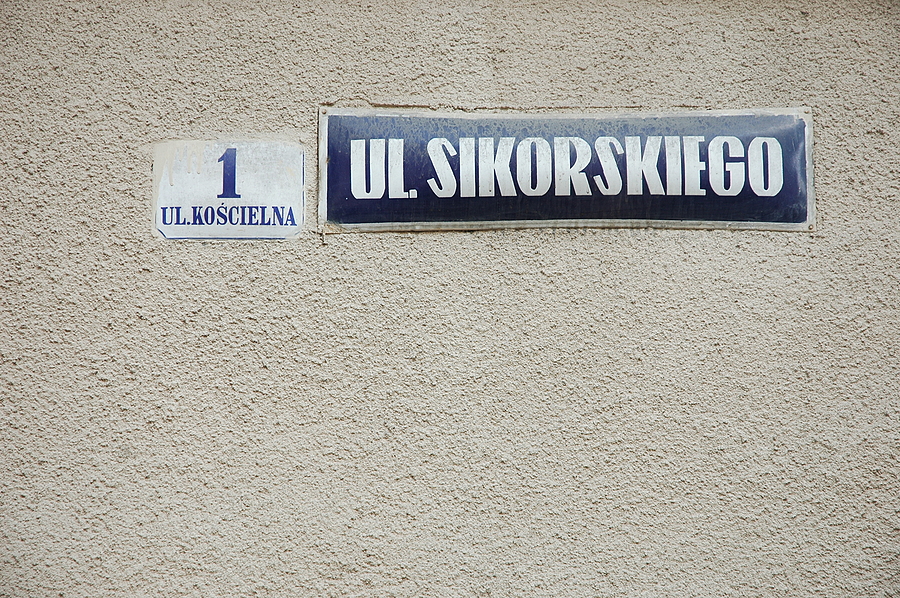 1
UL.KOŚCIELNA
UL. SIKORSKIEGO